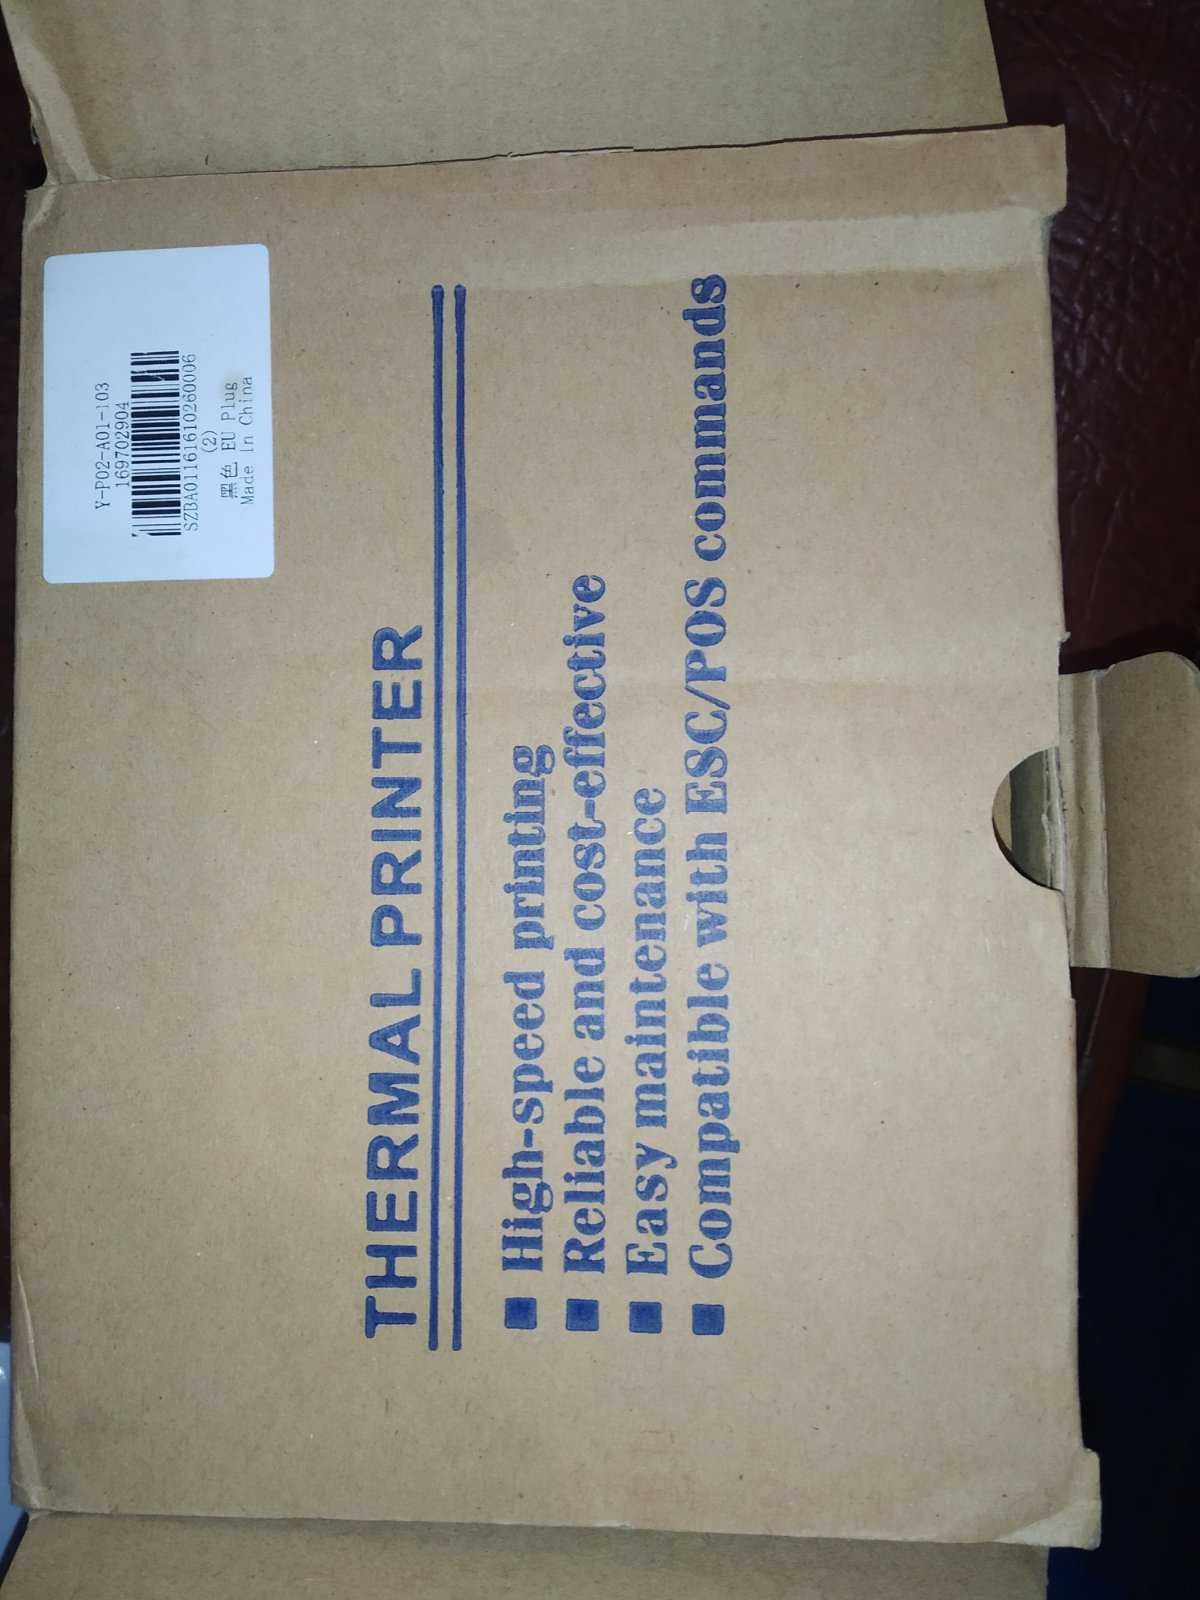 Y-P02-A01-103
169702904
SZBA0116161610260006
(2)
黑色 EU Plug
Made In China
THERMAL PRINTER
■ High-speed printing
■ Reliable and cost-effective
■ Easy maintenance
■ Compatible with ESC/POS commands